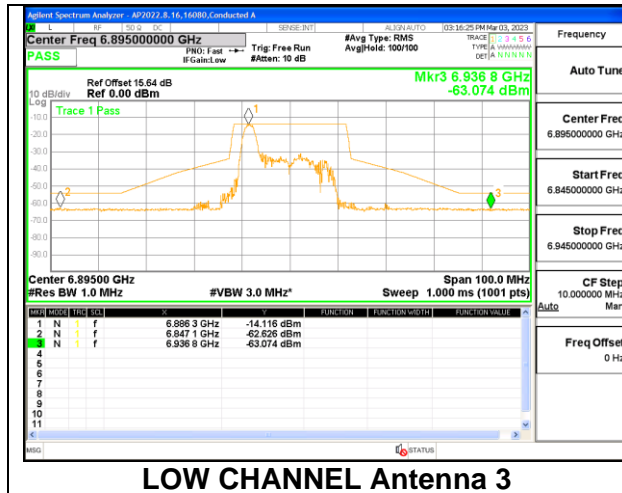 Agilent Spectrum Analyzer - AP2022.8.16,16080,Conducted A
L RF 50 Ω DC SENSE:INT ALIGN AUTO 03:16:25 PM Mar 03, 2023
Center Freq 6.895000000 GHz
PASS
PNO: Fast
IFGain:Low
Trig: Free Run
#Atten: 10 dB
#Avg Type: RMS
Avg|Hold: 100/100
TRACE 1 2 3 4 5 6
TYPE A WWWWW
DET A N N N N N
Frequency
Auto Tune
Mkr3 6.936 8 GHz
-63.074 dBm
Ref Offset 15.64 dB
10 dB/div Ref 0.00 dBm
Log
Trace 1 Pass
1
-10.0
-20.0
-30.0
-40.0
-50.0
-60.0
-70.0
-80.0
-90.0
2
3
Center Freq
6.895000000 GHz
Start Freq
6.845000000 GHz
Stop Freq
6.945000000 GHz
CF Step
10.000000 MHz
Auto Man
Freq Offset
0 Hz
Center 6.89500 GHz Span 100.0 MHz
#Res BW 1.0 MHz #VBW 3.0 MHz* Sweep 1.000 ms (1001 pts)
MKR MODE TRC SCL X Y FUNCTION FUNCTION WIDTH FUNCTION VALUE
1 N 1 f 6.886 3 GHz -14.116 dBm
2 N 1 f 6.847 1 GHz -62.626 dBm
3 N 1 f 6.936 8 GHz -63.074 dBm
4
5
6
7
8
9
10
11
MSG STATUS
LOW CHANNEL Antenna 3